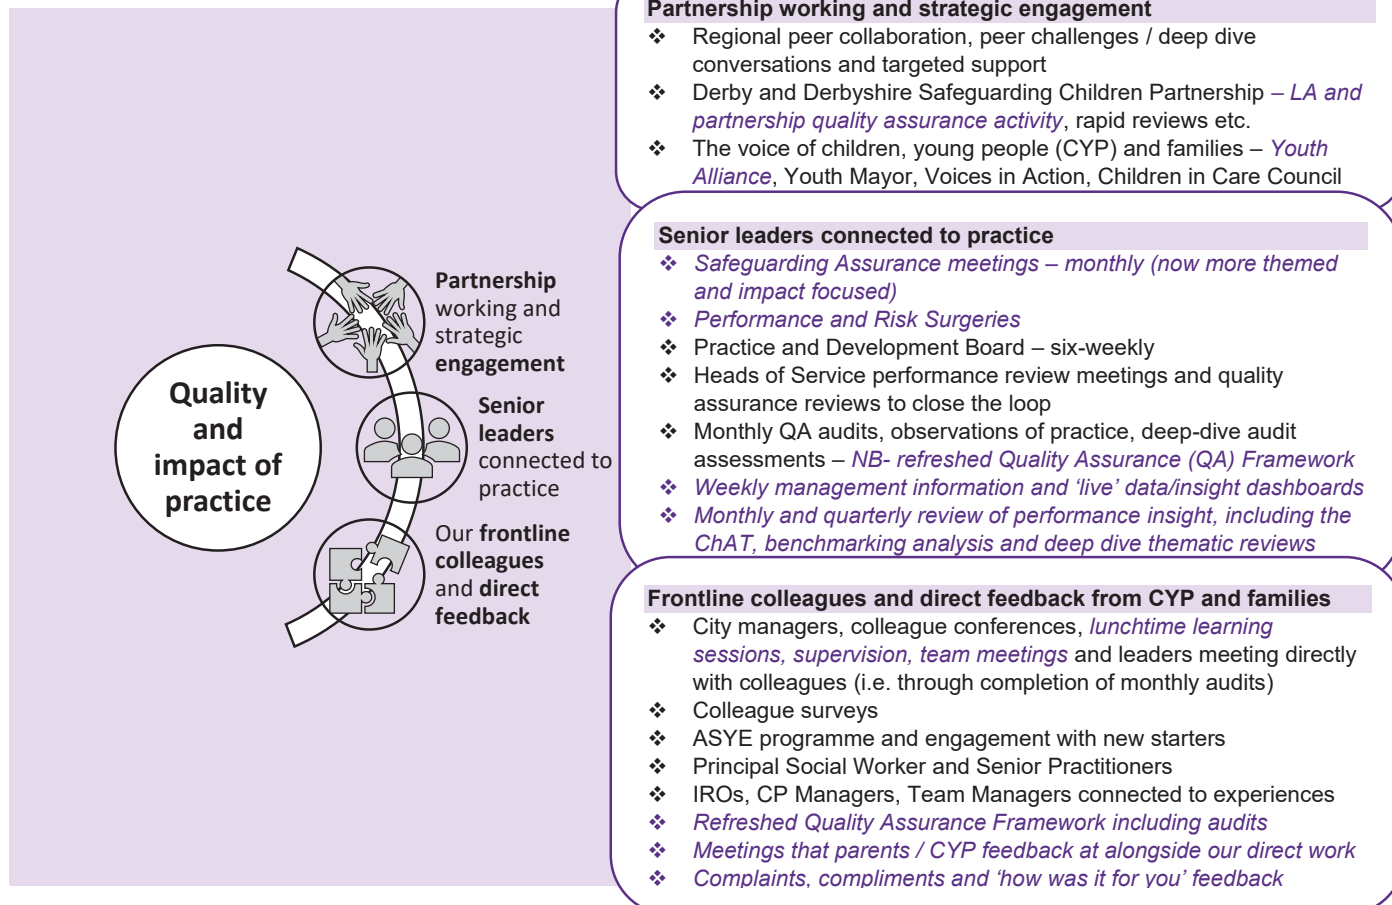 Quality
and
impact of
practice
Partnership
working and
strategic
engagement
Senior
leaders
connected to
practice
Our frontline
colleagues
and direct
feedback
Partnership working and strategic engagement
❖ Regional peer collaboration, peer challenges / deep dive
conversations and targeted support
❖ Derby and Derbyshire Safeguarding Children Partnership – LA and
partnership quality assurance activity, rapid reviews etc.
❖ The voice of children, young people (CYP) and families – Youth
Alliance, Youth Mayor, Voices in Action, Children in Care Council
Senior leaders connected to practice
❖ Safeguarding Assurance meetings – monthly (now more themed
and impact focused)
❖ Performance and Risk Surgeries
❖ Practice and Development Board – six-weekly
❖ Heads of Service performance review meetings and quality
assurance reviews to close the loop
❖ Monthly QA audits, observations of practice, deep-dive audit
assessments – NB- refreshed Quality Assurance (QA) Framework
❖ Weekly management information and ‘live’ data/insight dashboards
❖ Monthly and quarterly review of performance insight, including the
ChAT, benchmarking analysis and deep dive thematic reviews
Frontline colleagues and direct feedback from CYP and families
❖ City managers, colleague conferences, lunchtime learning
sessions, supervision, team meetings and leaders meeting directly
with colleagues (i.e. through completion of monthly audits)
❖ Colleague surveys
❖ ASYE programme and engagement with new starters
❖ Principal Social Worker and Senior Practitioners
❖ IROs, CP Managers, Team Managers connected to experiences
❖ Refreshed Quality Assurance Framework including audits
❖ Meetings that parents / CYP feedback at alongside our direct work
❖ Complaints, compliments and ‘how was it for you’ feedback